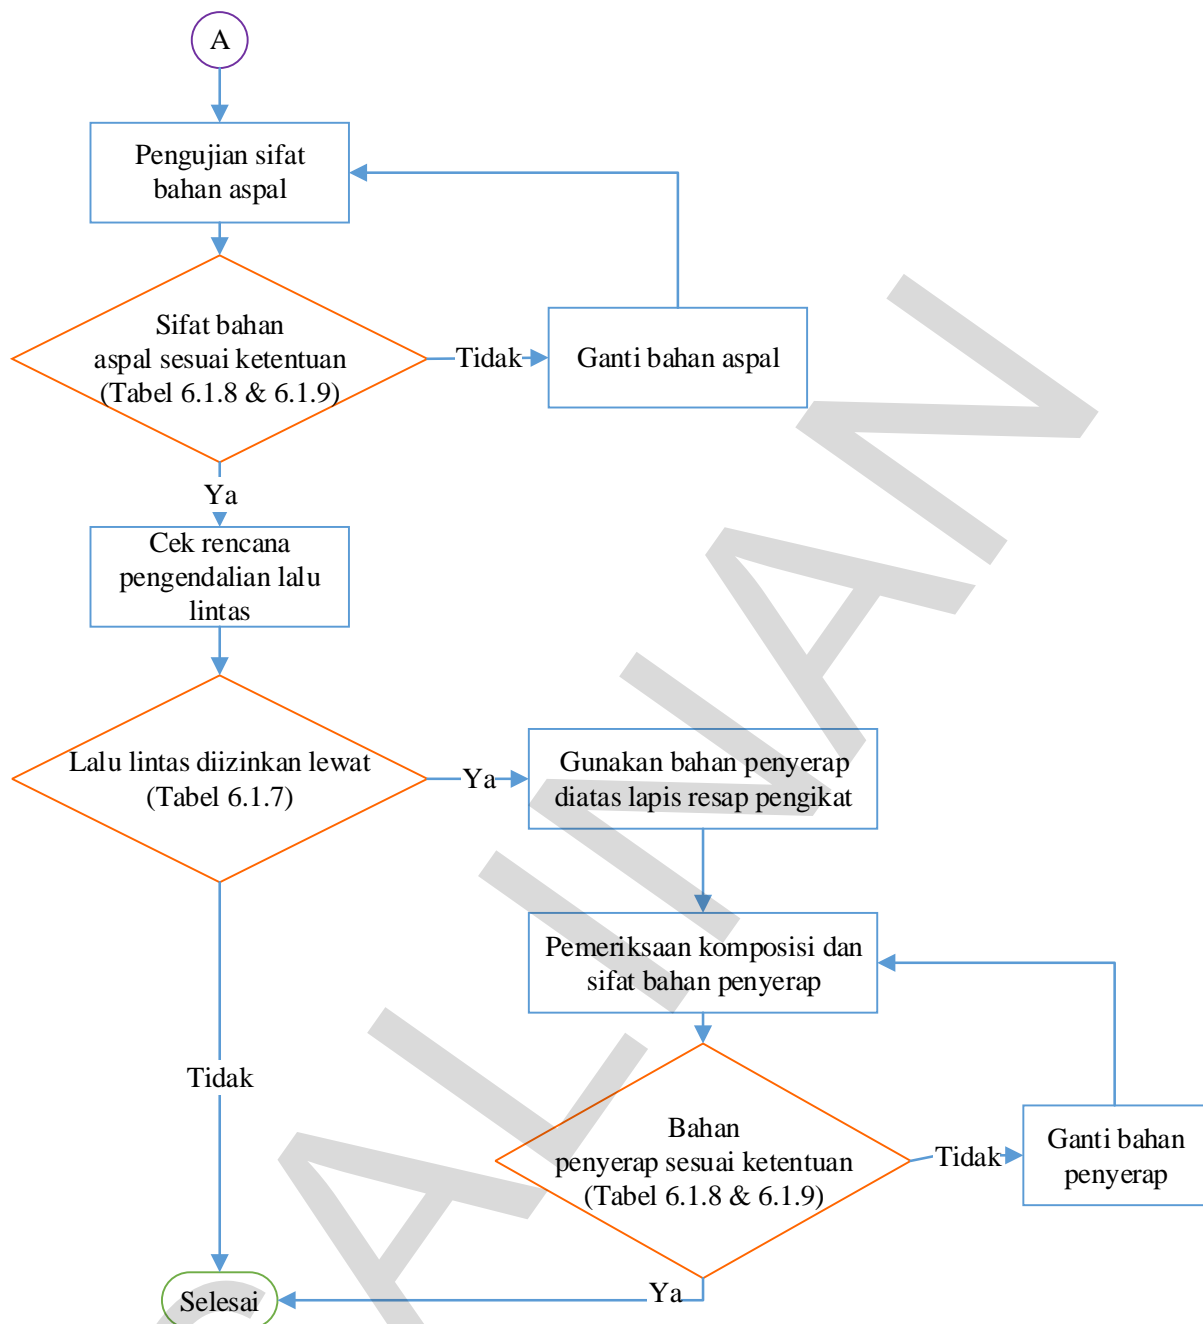 A
Pengujian sifat
bahan aspal
Sifat bahan
aspal sesuai ketentuan
(Tabel 6.1.8 & 6.1.9)
Tidak
Ganti bahan aspal
Ya
Cek rencana
pengendalian lalu
lintas
Lalu lintas diizinkan lewat
(Tabel 6.1.7)
Ya
Gunakan bahan penyerap
diatas lapis resap pengikat
Pemeriksaan komposisi dan
sifat bahan penyerap
Tidak
Bahan
penyerap sesuai ketentuan
(Tabel 6.1.8 & 6.1.9)
Tidak
Ganti bahan
penyerap
Ya
Selesai
SALINAN